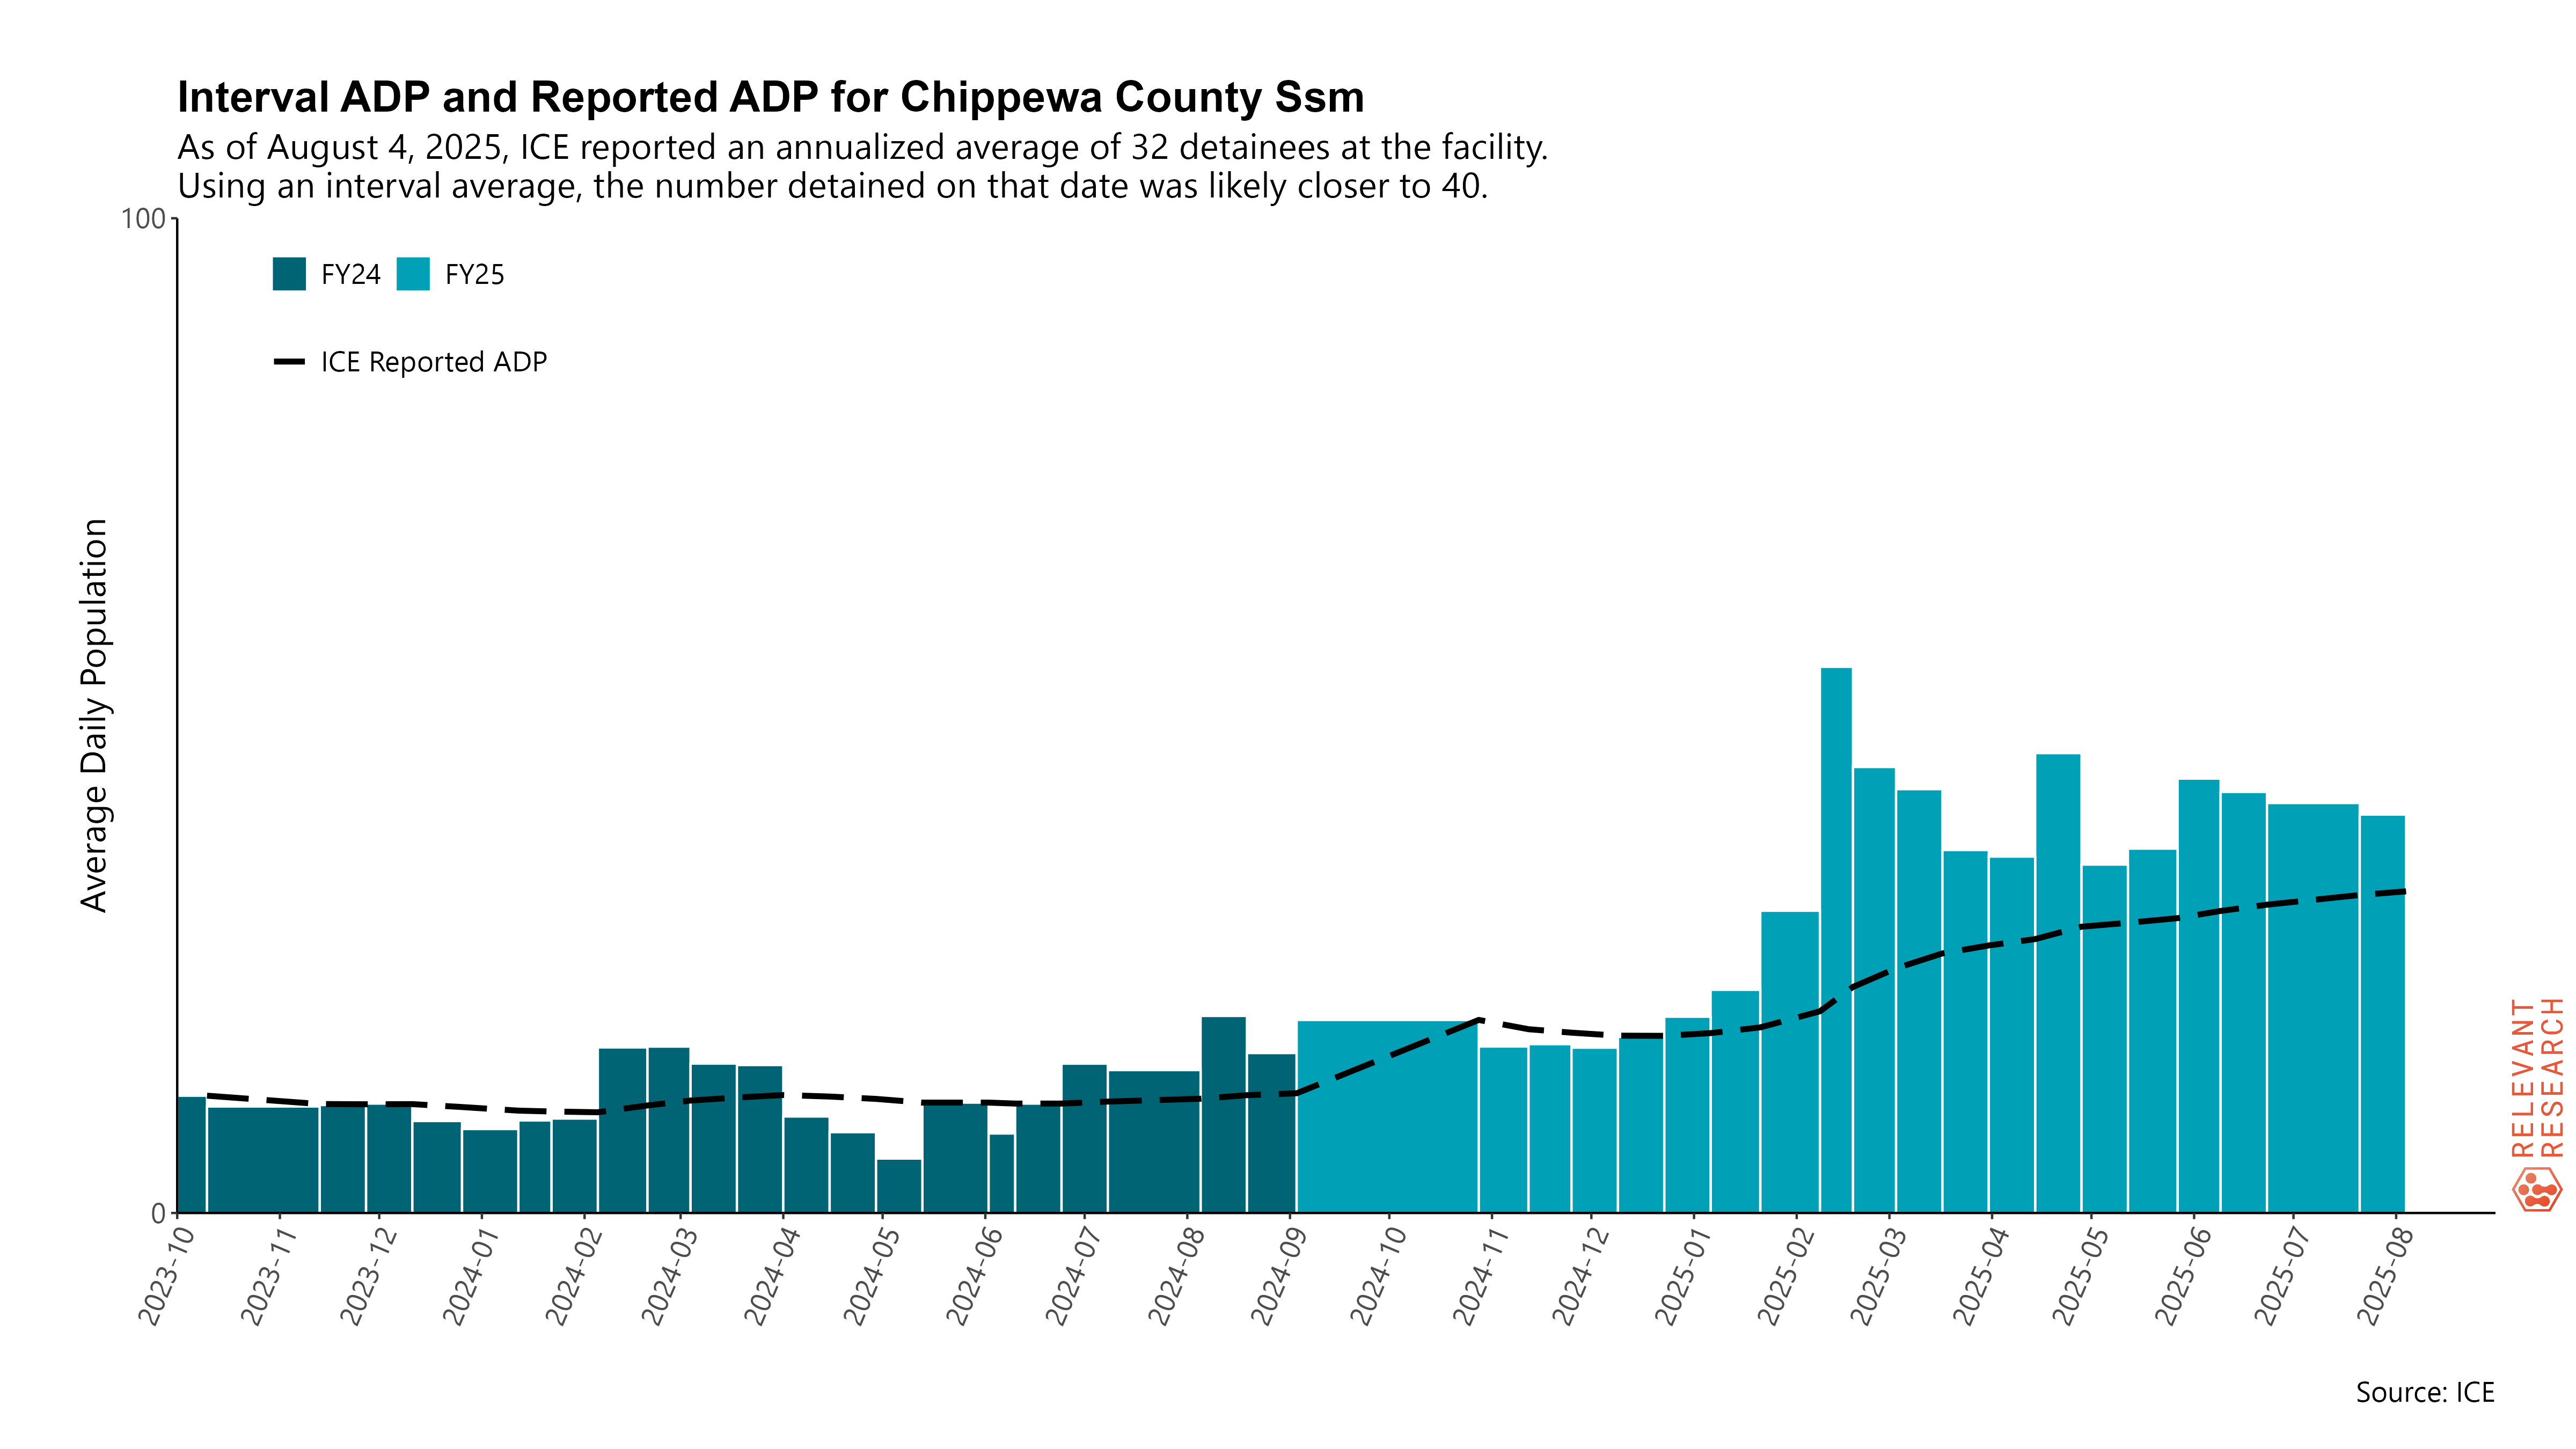 Interval ADP and Reported ADP for Chippewa County Ssm
As of August 4, 2025, ICE reported an annualized average of 32 detainees at the facility.
Using an interval average, the number detained on that date was likely closer to 40.
100
FY24 FY25
ICE Reported ADP
Average Daily Population
0
2023-10
2023-11
2023-12
2024-01
2024-02
2024-03
2024-04
2024-05
2024-06
2024-07
2024-08
2024-09
2024-10
2024-11
2024-12
2025-01
2025-02
2025-03
2025-04
2025-05
2025-06
2025-07
2025-08
RELEVANT
RESEARCH
Source: ICE